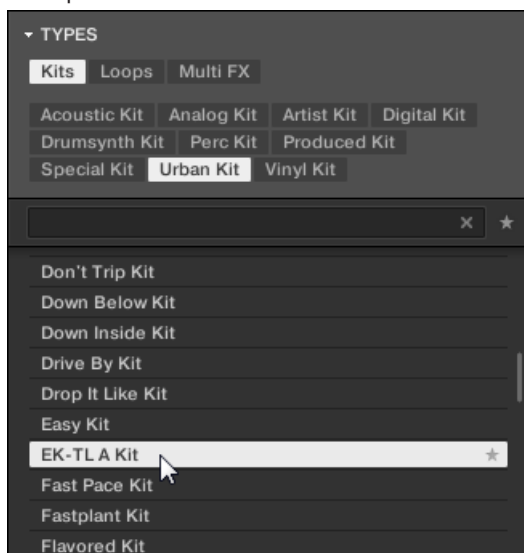 TYPES
Kits Loops Multi FX
Acoustic Kit Analog Kit Artist Kit Digital Kit
Drumsynth Kit Perc Kit Produced Kit
Special Kit Urban Kit Vinyl Kit
Don't Trip Kit
Down Below Kit
Down Inside Kit
Drive By Kit
Drop It Like Kit
Easy Kit
EK-TL A Kit
Fast Pace Kit
Fastplant Kit
Flavored Kit